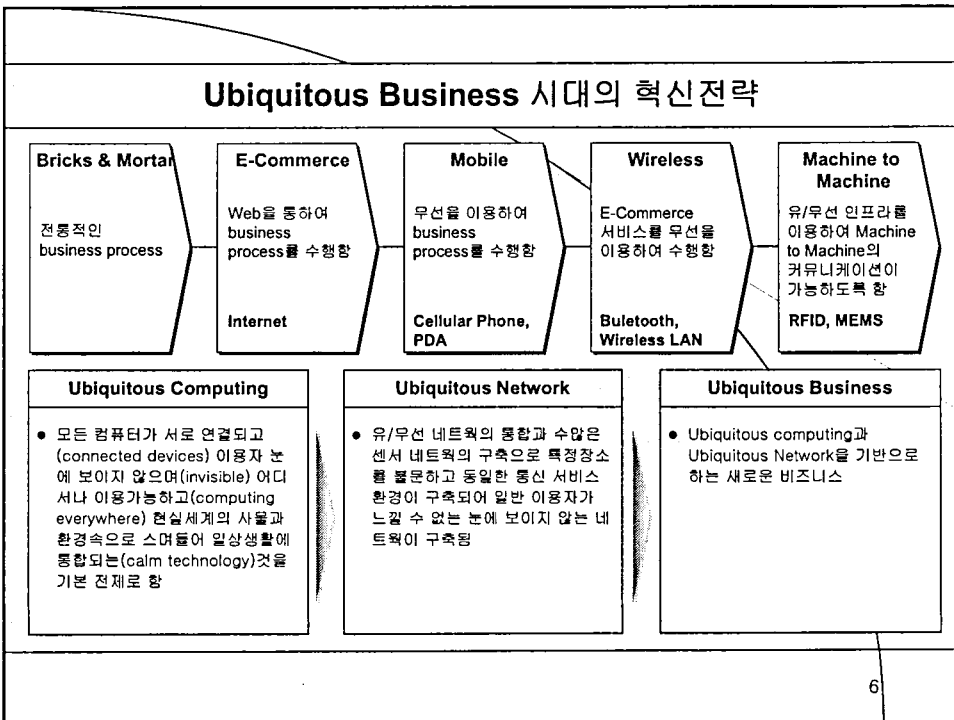 Ubiquitous Business 시대의 혁신전략
Bricks & Mortar
전통적인
business process
E-Commerce
Web을 통하여
business
process를 수행함
Internet
Mobile
무선을 이용하여
business
process를 수행함
Cellular Phone,
PDA
Wireless
E-Commerce
서비스를 무선을
이용하여 수행함
Buletooth,
Wireless LAN
Machine to
Machine
유/무선 인프라를
이용하여 Machine
to Machine의
커뮤니케이션이
가능하도록 함
RFID, MEMS
Ubiquitous Computing
● 모든 컴퓨터가 서로 연결되고
(connected devices) 이용자 눈
에 보이지 않으며(invisible) 어디
서나 이용가능하고(computing
everywhere) 현실세계의 사물과
환경속으로 스며들어 일상생활에
통합되는(calm technology)것을
기본 전제로 함
Ubiquitous Network
● 유/무선 네트웍의 통합과 수많은
센서 네트웍의 구축으로 특정장소
를 불문하고 동일한 통신 서비스
환경이 구축되어 일반 이용자가
느낄 수 없는 눈에 보이지 않는 네
트웍이 구축됨
Ubiquitous Business
● Ubiquitous computing과
Ubiquitous Network을 기반으로
하는 새로운 비즈니스
6